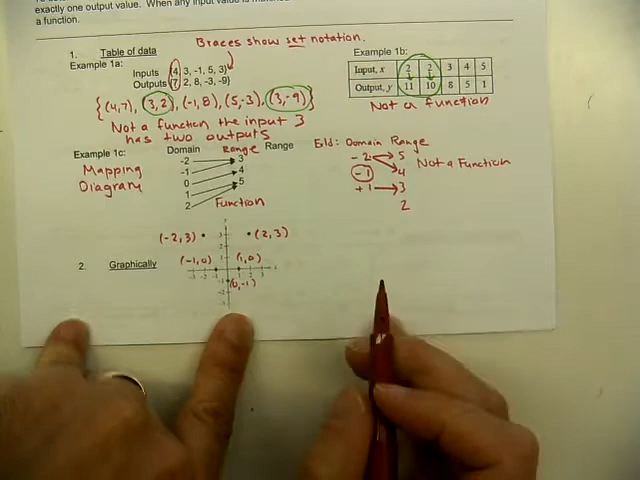 exactly one output value. When any input value is matched
a function.
Braces show set notation.
1. Table of data
Example 1a:
Inputs {4, 3, -1, 5, 3}
Outputs {7, 2, 8, -3, -9}
{(4,7), (3,2), (-1,8), (5,-3), (3,-9)}
Not a function the input 3
has two outputs
Example 1b:
Input, x 2 2 3 4 5
Output, y 11 10 8 5 1
Not a function
Example 1c:
Mapping
Diagram
Domain Range Range
-2 3
-1
0 4
1 5
2
Function
E1d: Domain Range
-2 5
-1 4
+1 3
2
Not a Function
2. Graphically
(-2,3) (2,3)
(-1,0) (1,0)
(0,-1)